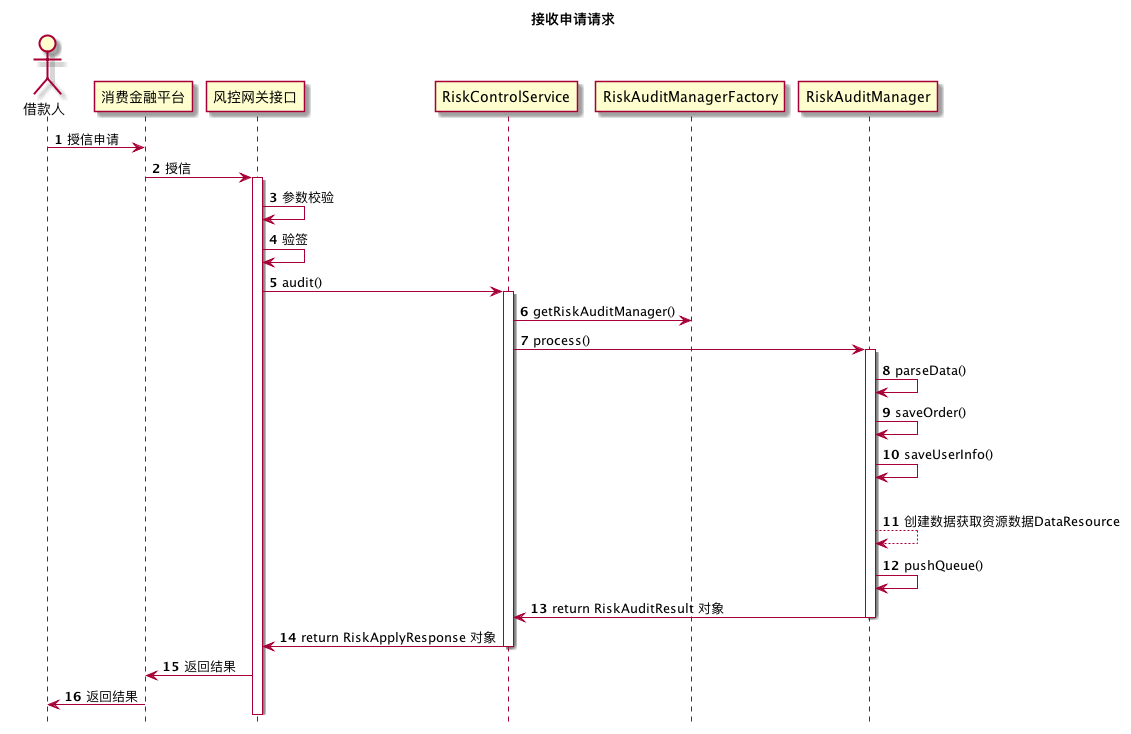 接收申请请求
借款人
消费金融平台
风控网关接口
RiskControlService
RiskAuditManagerFactory
RiskAuditManager
1 授信申请
2 授信
3 参数校验
4 验签
5 audit()
6 getRiskAuditManager()
7 process()
8 parseData()
9 saveOrder()
10 saveUserInfo()
11 创建数据获取资源数据DataResource
12 pushQueue()
13 return RiskAuditResult 对象
14 return RiskApplyResponse 对象
15 返回结果
16 返回结果